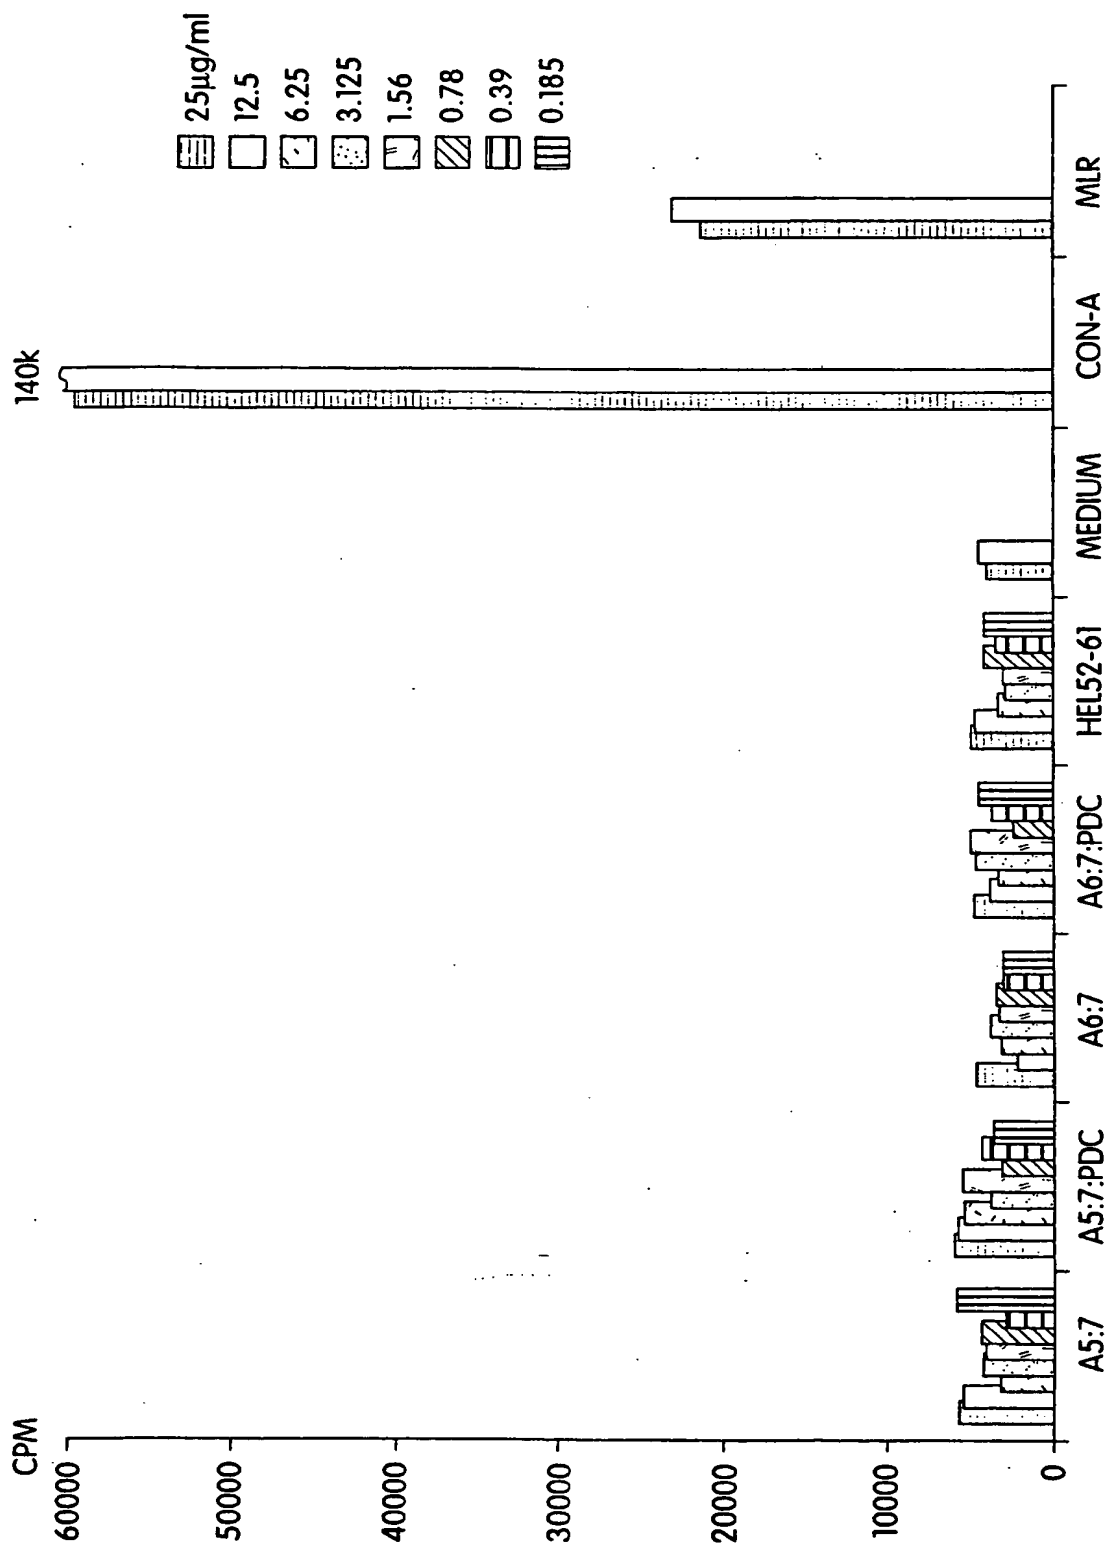 CPM
140k
60000
50000
40000
30000
20000
10000
0
25µg/ml
12.5
6.25
3.125
1.56
0.78
0.39
0.185
A5:7
A5:7:PDC
A6:7
A6:7:PDC
HEL52-61
MEDIUM
CON-A
MLR